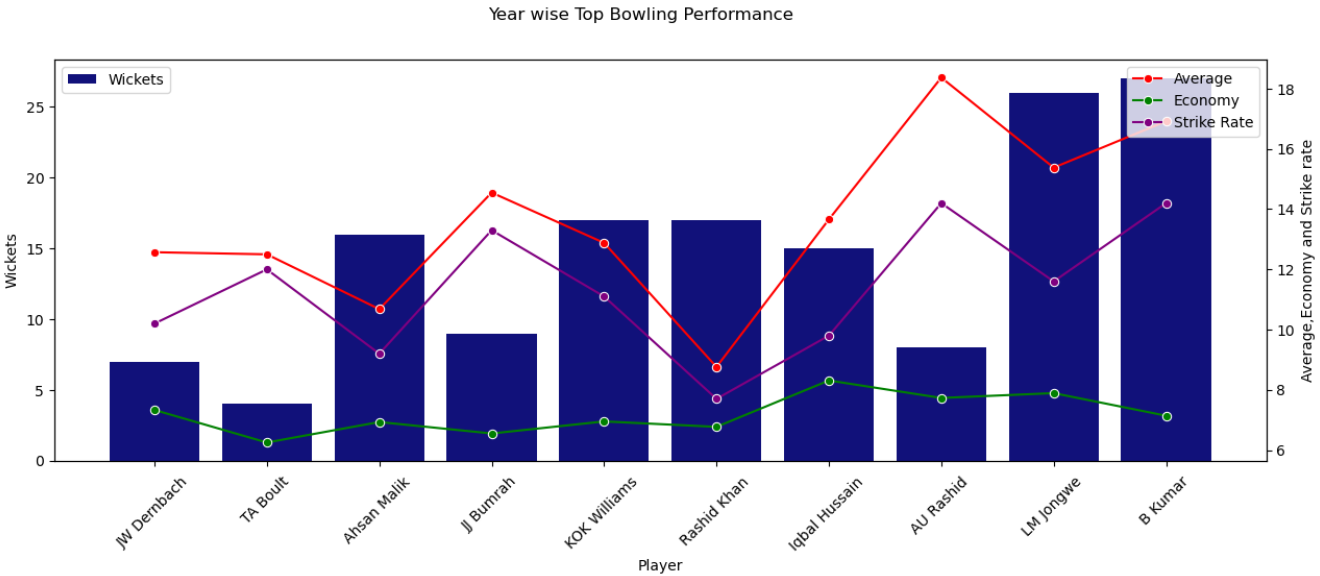 Year wise Top Bowling Performance
Wickets
Average
Economy
Strike Rate
25
20
15
10
5
0
Wickets
18
16
14
12
10
8
6
Average,Economy and Strike rate
JW Dernbach
TA Boult
Ahsan Malik
JJ Bumrah
KOK Williams
Rashid Khan
Iqbal Hussain
AU Rashid
LM Jongwe
B Kumar
Player